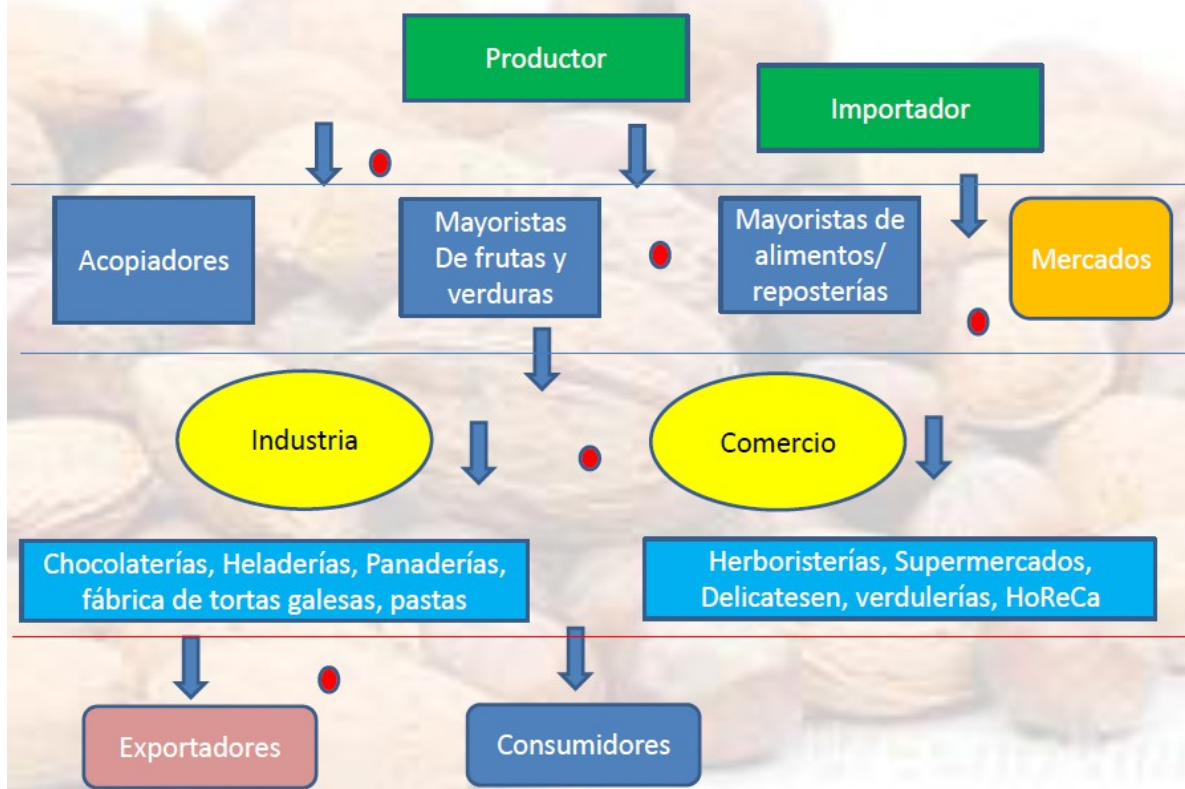 Productor
Importador
Acopiadores
Mayoristas
De frutas y
verduras
Mayoristas de
alimentos/
reposterías
Mercados
Industria
Comercio
Chocolaterías, Heladerías, Panaderías,
fábrica de tortas galesas, pastas
Herboristerías, Supermercados,
Delicatesen, verdulerías, HoReCa
Exportadores
Consumidores